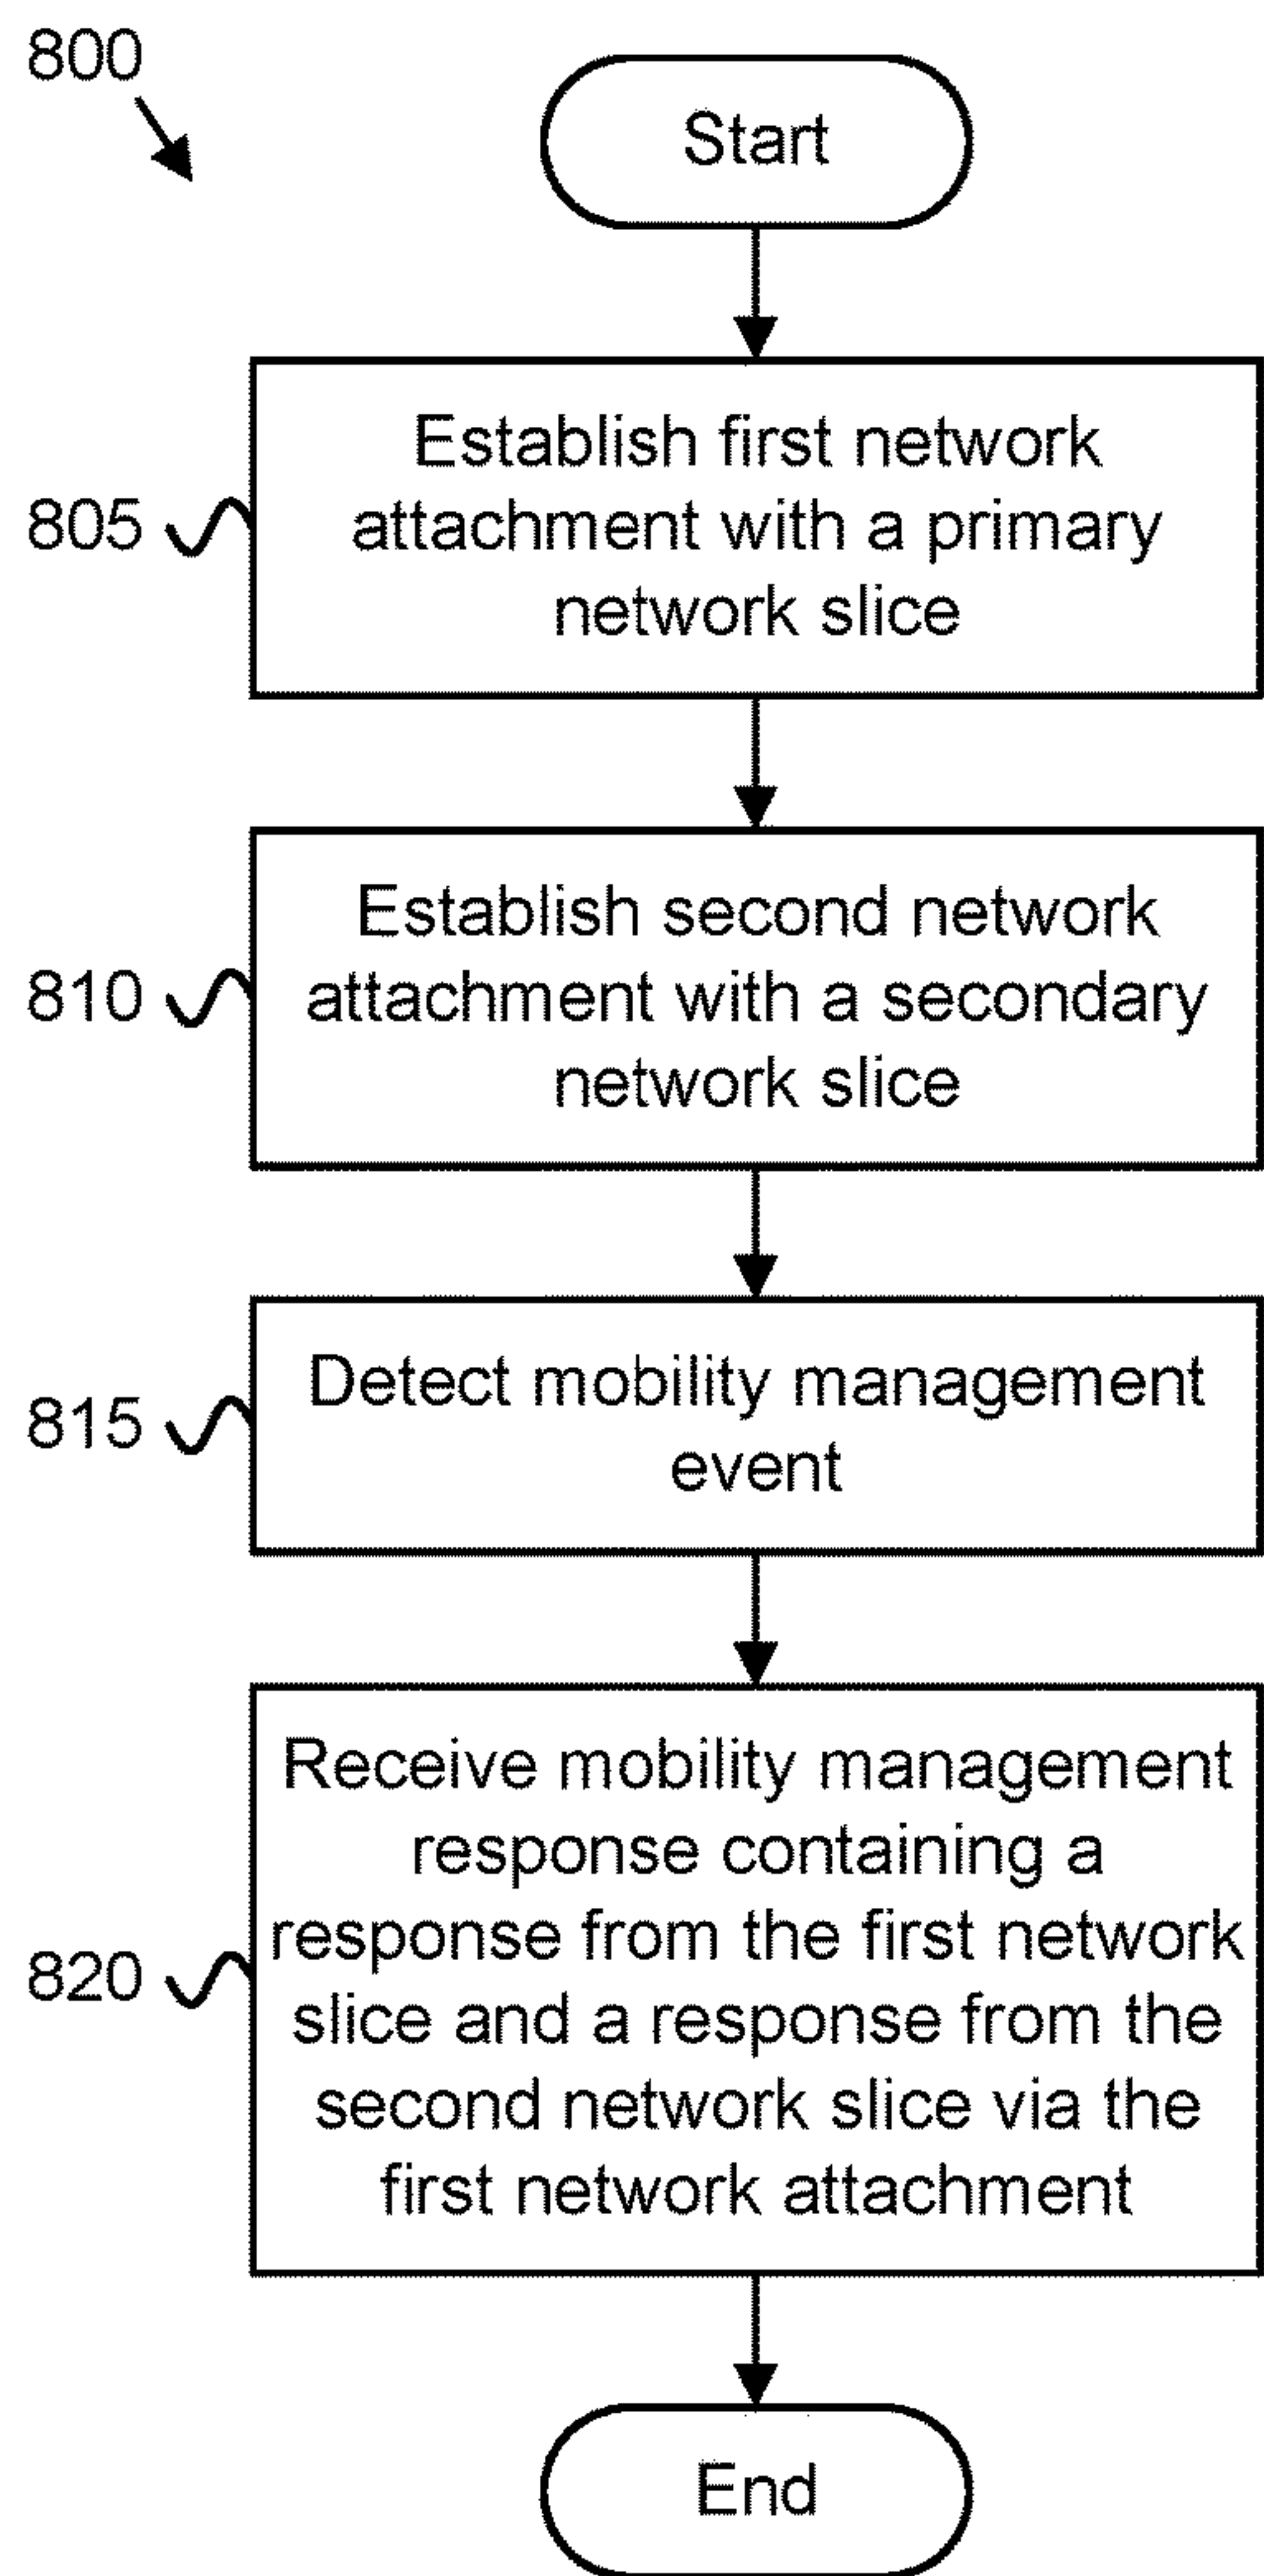 800
Start
805
Establish first network
attachment with a primary
network slice
810
Establish second network
attachment with a secondary
network slice
815
Detect mobility management
event
820
Receive mobility management
response containing a
response from the first network
slice and a response from the
second network slice via the
first network attachment
End